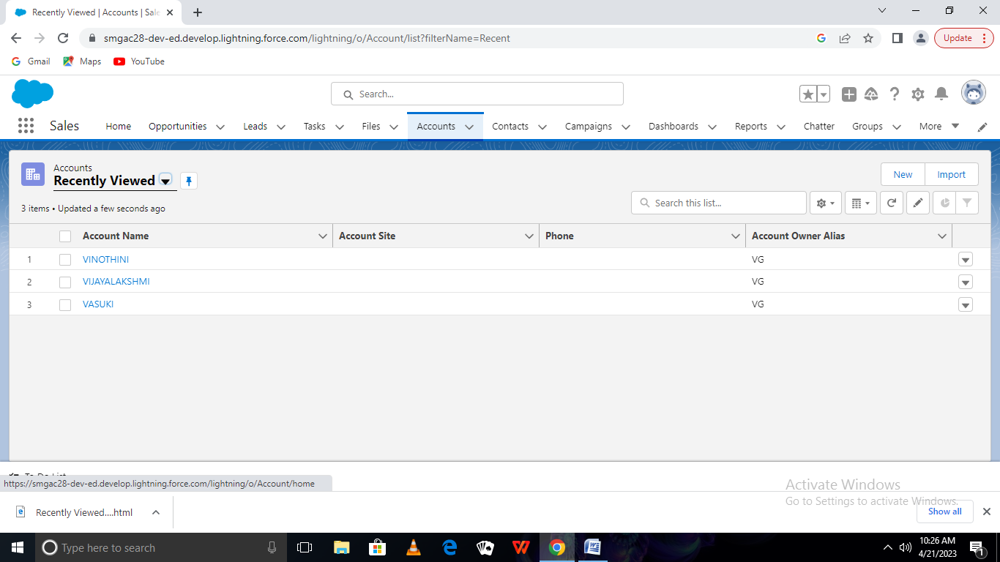 Recently Viewed | Accounts | Sale
smgac28-dev-ed.develop.lightning.force.com/lightning/o/Account/list?filterName=Recent
Update
Gmail Maps YouTube
Search...
Sales Home Opportunities Leads Tasks Files Accounts Contacts Campaigns Dashboards Reports Chatter Groups More
Accounts
Recently Viewed
New Import
3 items • Updated a few seconds ago
Search this list...
Account Name Account Site Phone Account Owner Alias
1 VINOTHINI VG
2 VIJAYALAKSHMI VG
3 VASUKI VG
To Do List
https://smgac28-dev-ed.develop.lightning.force.com/lightning/o/Account/home
Activate Windows
Go to Settings to activate Windows.
Recently Viewed....html
Show all
Type here to search
10:26 AM
4/21/2023
1